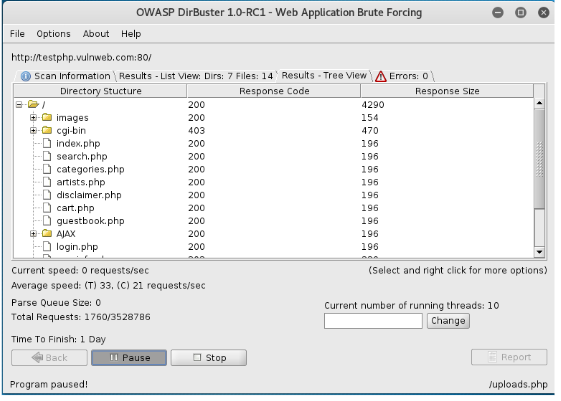 OWASP DirBuster 1.0-RC1 - Web Application Brute Forcing
File Options About Help
http://testphp.vulnweb.com:80/
Scan Information Results - List View: Dirs: 7 Files: 14 Results - Tree View Errors: 0
Directory Stucture Response Code Response Size
/ 200 4290
images 200 154
cgi-bin 403 470
index.php 200 196
search.php 200 196
categories.php 200 196
artists.php 200 196
disclaimer.php 200 196
cart.php 200 196
guestbook.php 200 196
AJAX 200 196
login.php 200 196
Current speed: 0 requests/sec (Select and right click for more options)
Average speed: (T) 33, (C) 21 requests/sec
Parse Queue Size: 0 Current number of running threads: 10
Total Requests: 1760/3528786 Change
Time To Finish: 1 Day
Back Pause Stop Report
Program paused! /uploads.php